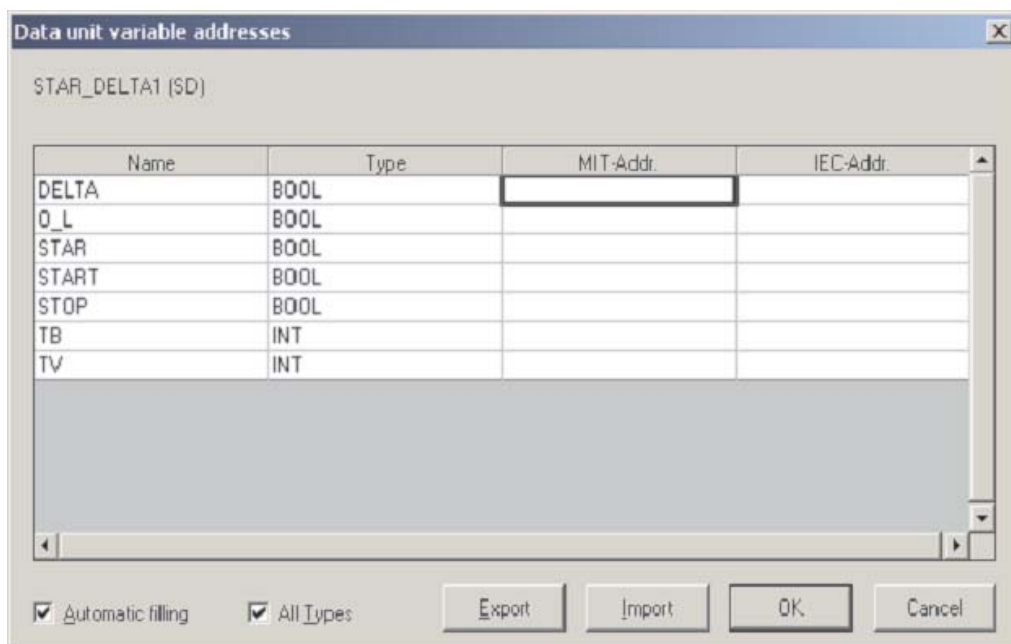 Data unit variable addresses
STAR_DELTA1 (SD)
Name Type MIT-Addr. IEC-Addr.
DELTA BOOL
O_L BOOL
STAR BOOL
START BOOL
STOP BOOL
TB INT
TV INT
Automatic filling All Types Export Import OK Cancel